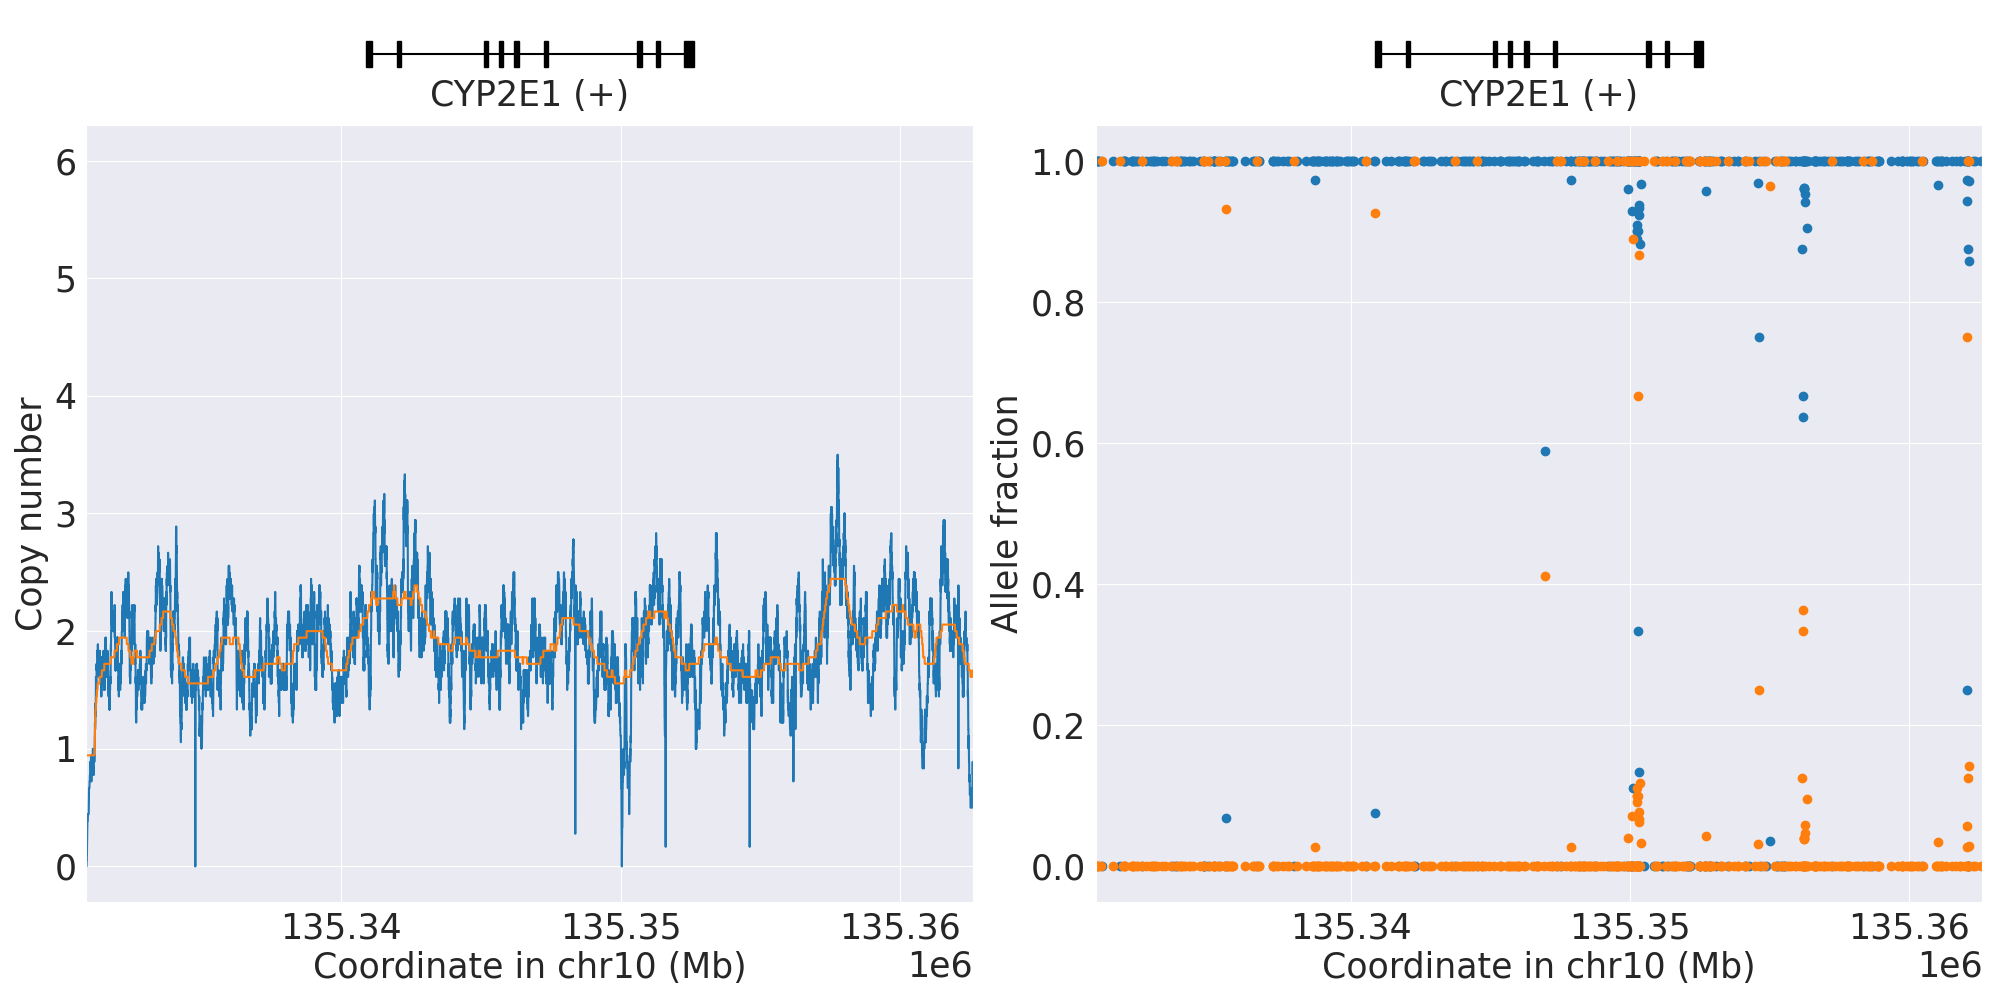 CYP2E1 (+)
6
5
4
3
2
1
0
Copy number
135.34
135.35
135.36
Coordinate in chr10 (Mb)
1e6
CYP2E1 (+)
1.0
0.8
0.6
0.4
0.2
0.0
Allele fraction
135.34
135.35
135.36
Coordinate in chr10 (Mb)
1e6